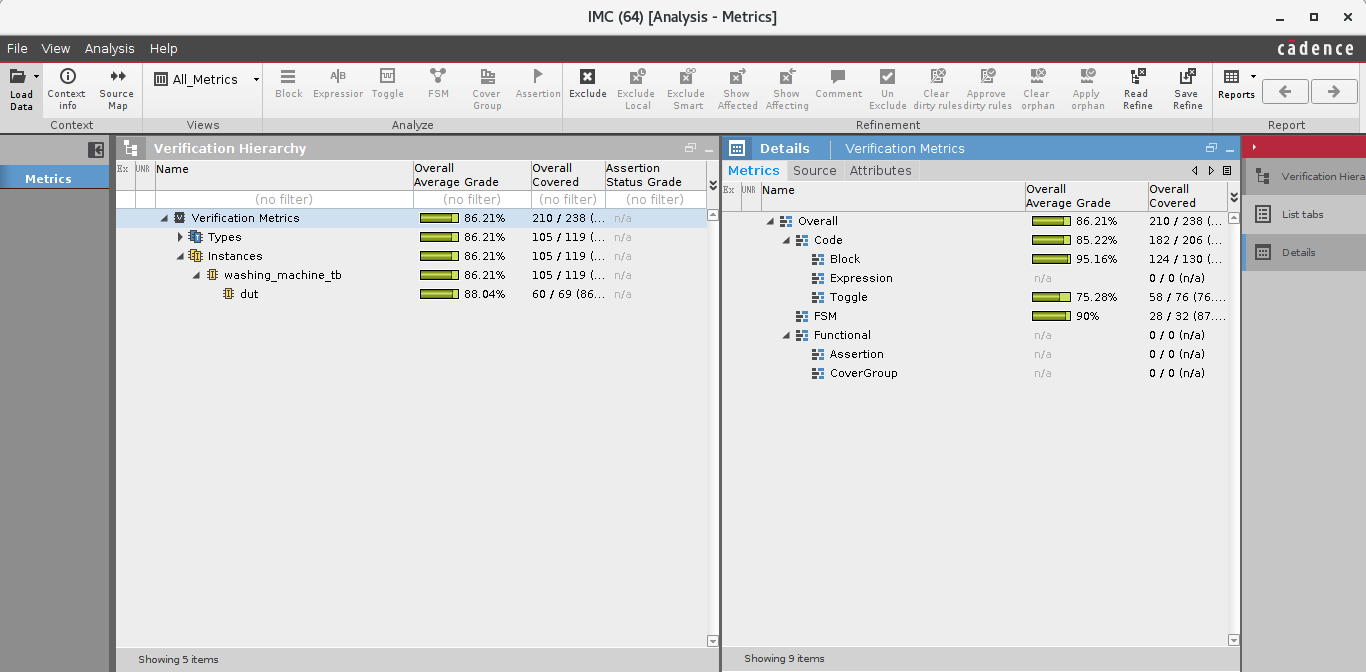 IMC (64) [Analysis - Metrics]
File View Analysis Help
cādence
Load Data
Context info
Source Map
All_Metrics
Block
Expression
Toggle
FSM
Cover Group
Assertion
Exclude
Exclude Local
Exclude Smart
Show Affected
Show Affecting
Comment
Un Exclude
Clear dirty rules
Approve dirty rules
Clear orphan
Apply orphan
Read Refine
Save Refine
Reports
Context
Views
Analyze
Refinement
Report
Metrics
Verification Hierarchy
Ex UNR Name Overall Average Grade Overall Covered Assertion Status Grade
(no filter) (no filter) (no filter) (no filter)
Verification Metrics 86.21% 210 / 238 (... n/a
Types 86.21% 105 / 119 (... n/a
Instances 86.21% 105 / 119 (... n/a
washing_machine_tb 86.21% 105 / 119 (... n/a
dut 88.04% 60 / 69 (86... n/a
Showing 5 items
Details Verification Metrics
Metrics Source Attributes
Ex UNR Name Overall Average Grade Overall Covered
Overall 86.21% 210 / 238 (...
Code 85.22% 182 / 206 (...
Block 95.16% 124 / 130 (...
Expression n/a 0 / 0 (n/a)
Toggle 75.28% 58 / 76 (76....
FSM 90% 28 / 32 (87....
Functional n/a 0 / 0 (n/a)
Assertion n/a 0 / 0 (n/a)
CoverGroup n/a 0 / 0 (n/a)
Showing 9 items
Verification Hiera
List tabs
Details